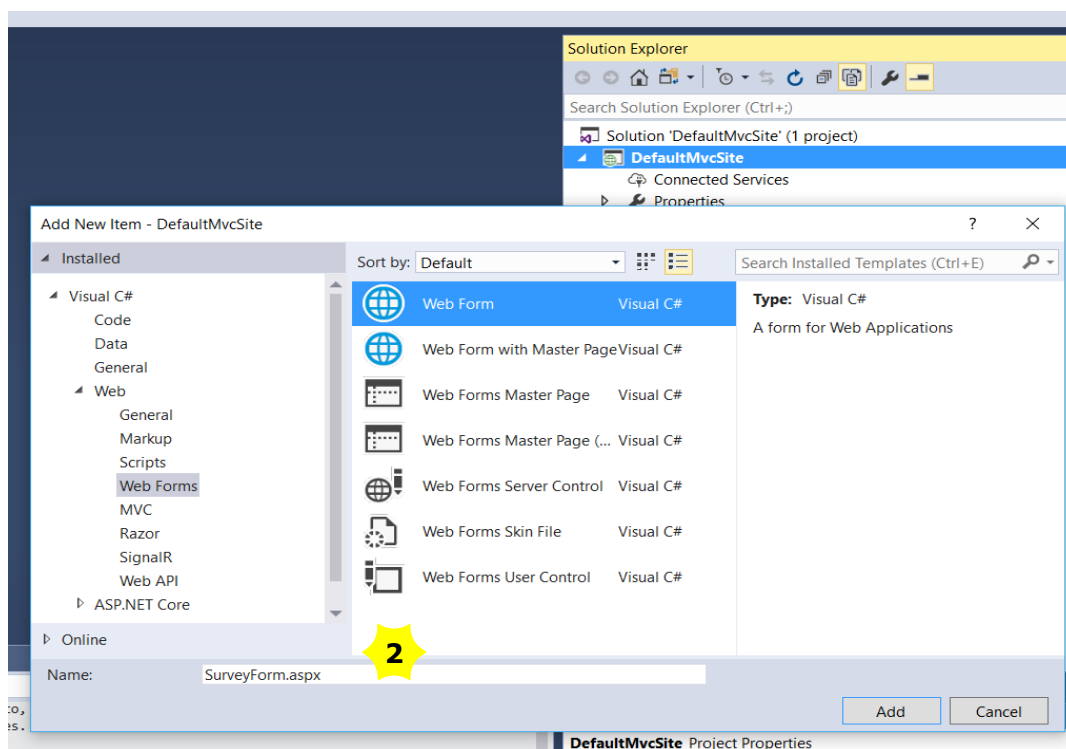 Solution Explorer
Search Solution Explorer (Ctrl+;)
Solution 'DefaultMvcSite' (1 project)
DefaultMvcSite
Connected Services
Properties
Add New Item - DefaultMvcSite ?
Installed
Sort by: Default
Search Installed Templates (Ctrl+E)
Visual C#
Code
Data
General
Web
General
Markup
Scripts
Web Forms
MVC
Razor
SignalR
Web API
ASP.NET Core
Online
Web Form Visual C#
Web Form with Master Page Visual C#
Web Forms Master Page Visual C#
Web Forms Master Page (... Visual C#
Web Forms Server Control Visual C#
Web Forms Skin File Visual C#
Web Forms User Control Visual C#
Type: Visual C#
A form for Web Applications
2
Name: SurveyForm.aspx
Add Cancel
DefaultMvcSite Project Properties